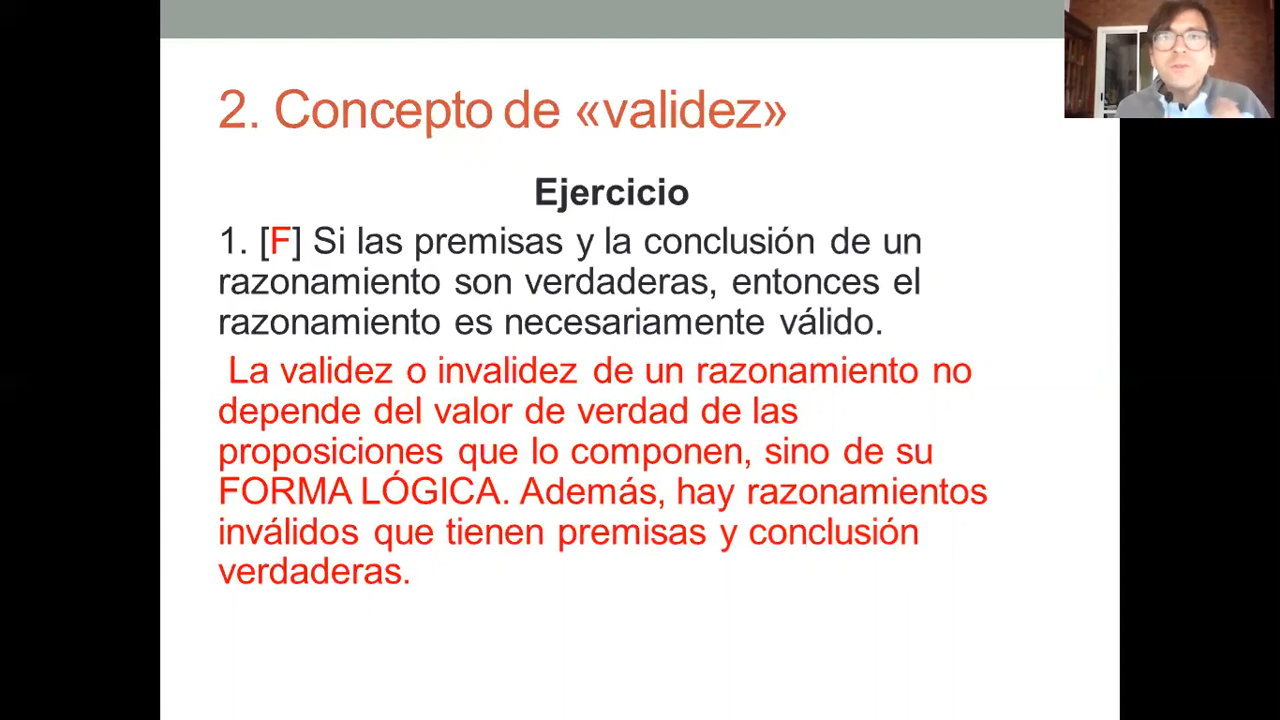 2. Concepto de «validez»
Ejercicio
1. [F] Si las premisas y la conclusión de un
razonamiento son verdaderas, entonces el
razonamiento es necesariamente válido.
La validez o invalidez de un razonamiento no
depende del valor de verdad de las
proposiciones que lo componen, sino de su
FORMA LÓGICA. Además, hay razonamientos
inválidos que tienen premisas y conclusión
verdaderas.